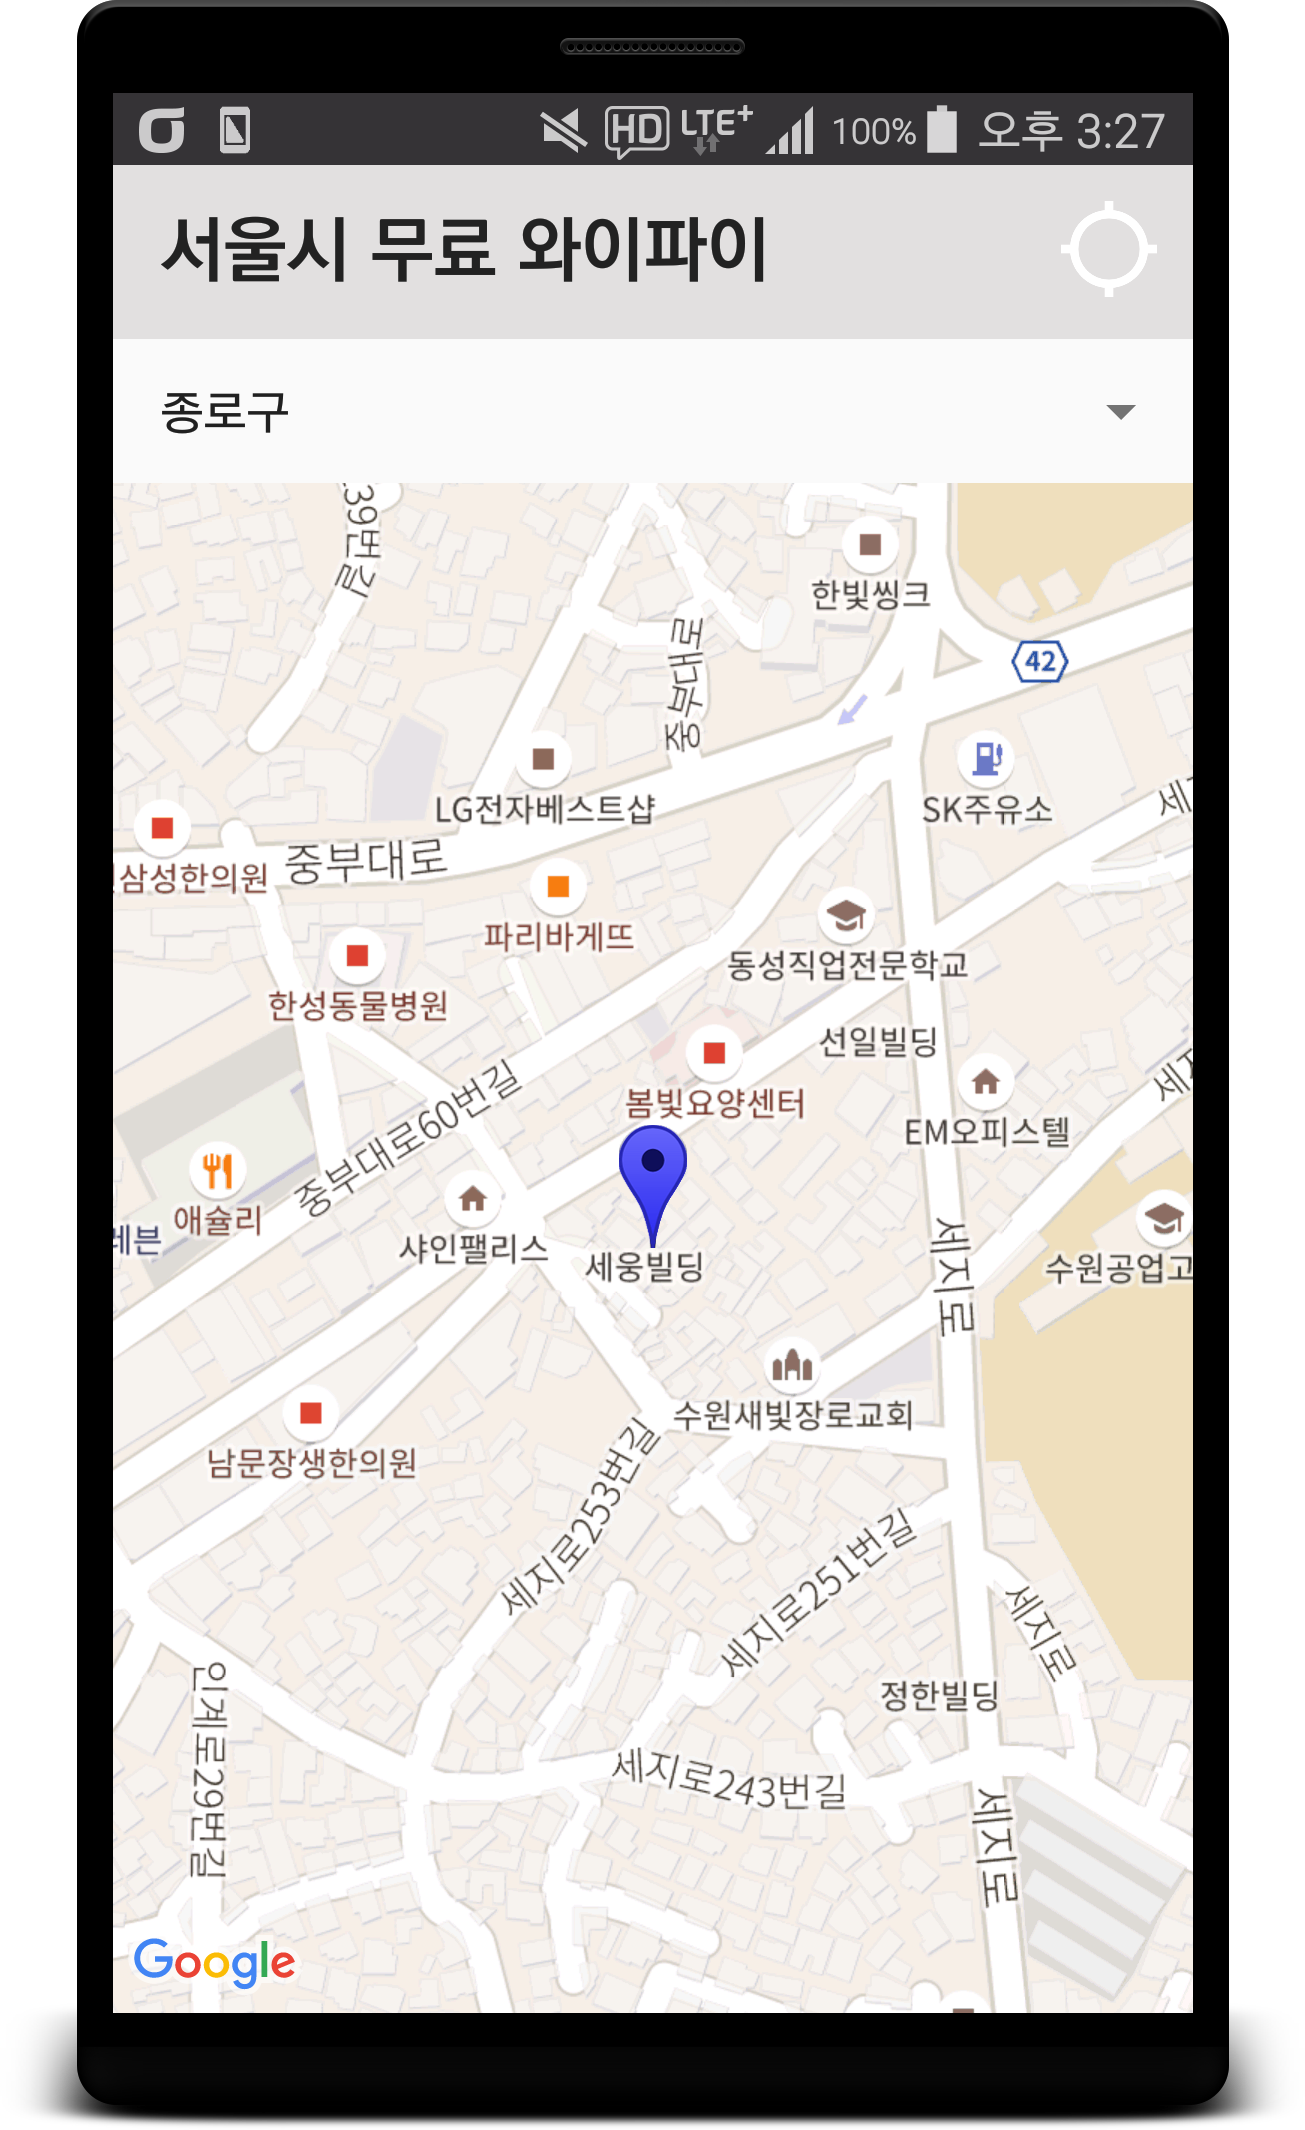 HD LTE+ 100% 오후 3:27
서울시 무료 와이파이
종로구
39번길
한빛씽크
중부대로
42
LG전자베스트샵
SK주유소
세지
삼성한의원
중부대로
파리바게뜨
동성직업전문학교
한성동물병원
선일빌딩
세지
중부대로60번길
봄빛요양센터
EM오피스텔
애슐리
레븐
샤인팰리스
세웅빌딩
세지로
수원공업고
수원새빛장로교회
남문장생한의원
세지로253번길
세지로251번길
세지로
인계로29번길
정한빌딩
세지로243번길
세지로
Google